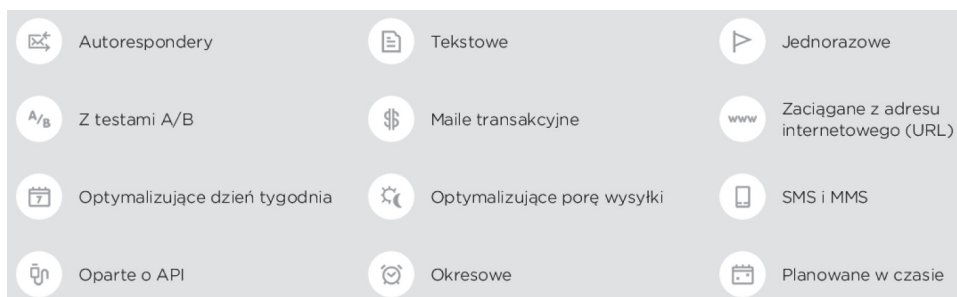 Autorespondery
Tekstowe
Jednorazowe
A/B
Z testami A/B
Maile transakcyjne
www
Zaciągane z adresu
internetowego (URL)
7
Optymalizujące dzień tygodnia
Optymalizujące porę wysyłki
SMS i MMS
Oparte o API
Okresowe
Planowane w czasie